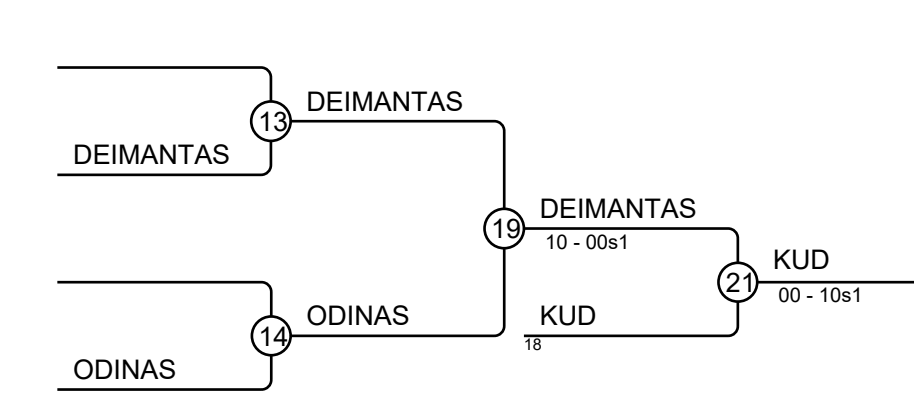 DEIMANTAS
13
DEIMANTAS
DEIMANTAS
19
10 - 00s1
KUD
21
00 - 10s1
ODINAS
KUD
14
18
ODINAS